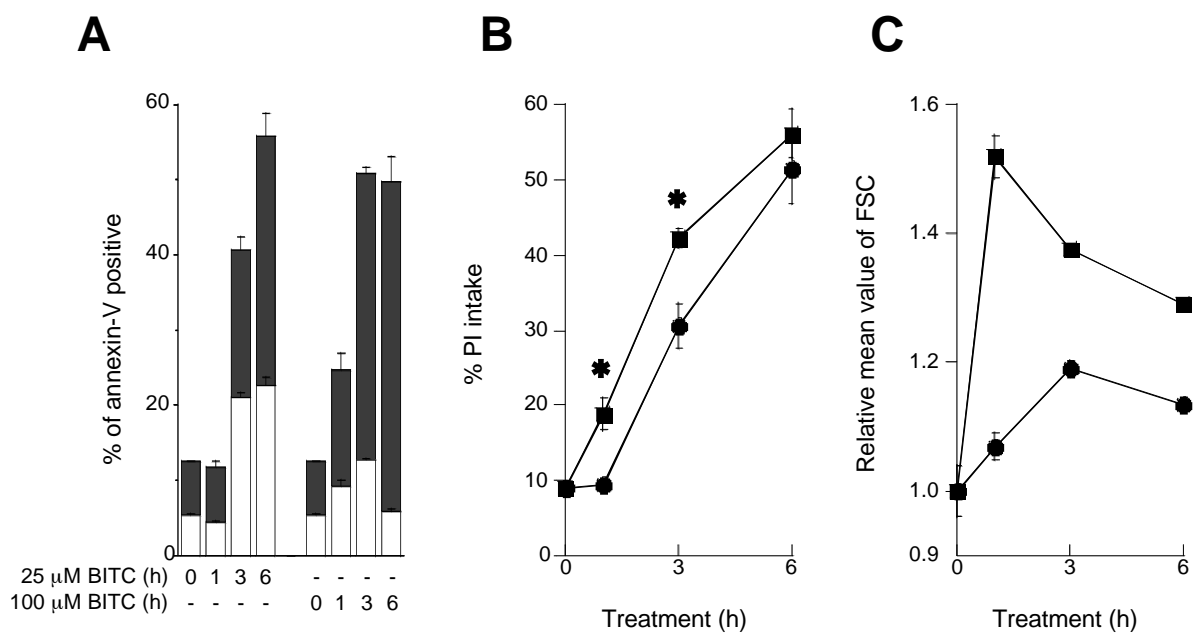 A
% of annexin-V positive
60
40
20
0
25 μM BITC (h) 0 1 3 6 - - - -
100 μM BITC (h) - - - - 0 1 3 6
B
% PI intake
60
50
40
30
20
10
0
✱
✱
0 3 6
Treatment (h)
C
Relative mean value of FSC
1.6
1.4
1.2
1.0
0.9
0 3 6
Treatment (h)